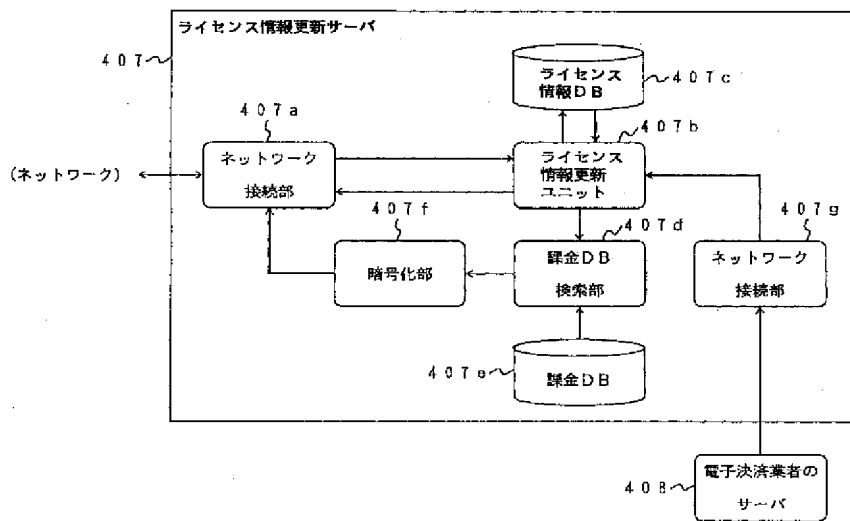 ライセンス情報更新サーバ
407
ライセンス
情報DB
407c
407a
407b
(ネットワーク)
ネットワーク
接続部
ライセンス
情報更新
ユニット
407f
407d
407g
暗号化部
課金DB
検索部
ネットワーク
接続部
407e
課金DB
408
電子決済業者の
サーバ